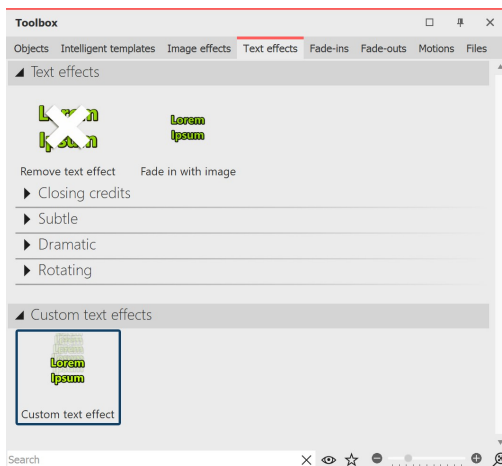 Toolbox
Objects Intelligent templates Image effects Text effects Fade-ins Fade-outs Motions Files
Text effects
Lorem Ipsum
Lorem Ipsum
Remove text effect Fade in with image
Closing credits
Subtle
Dramatic
Rotating
Custom text effects
Lorem
Ipsum
Custom text effect
Search